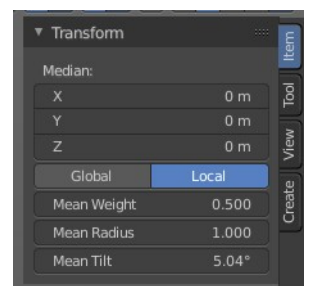 Transform
Median:
X 0 m
Y 0 m
Z 0 m
Global Local
Mean Weight 0.500
Mean Radius 1.000
Mean Tilt 5.04°
Item
Tool
View
Create